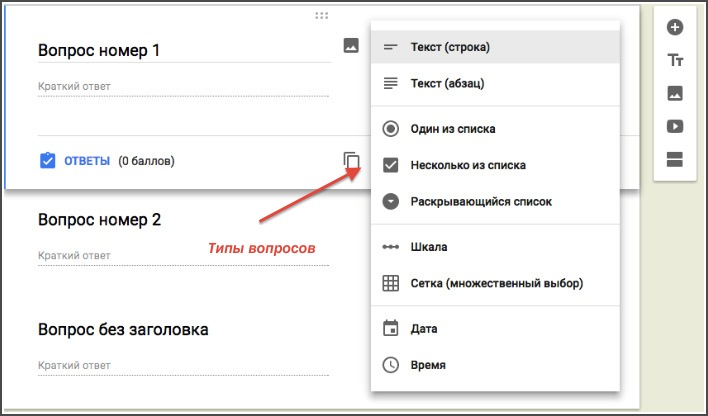 Вопрос номер 1
Краткий ответ
ОТВЕТЫ (0 баллов)
Вопрос номер 2
Краткий ответ
Типы вопросов
Вопрос без заголовка
Краткий ответ
Текст (строка)
Текст (абзац)
Один из списка
Несколько из списка
Раскрывающийся список
Шкала
Сетка (множественный выбор)
Дата
Время
Тт